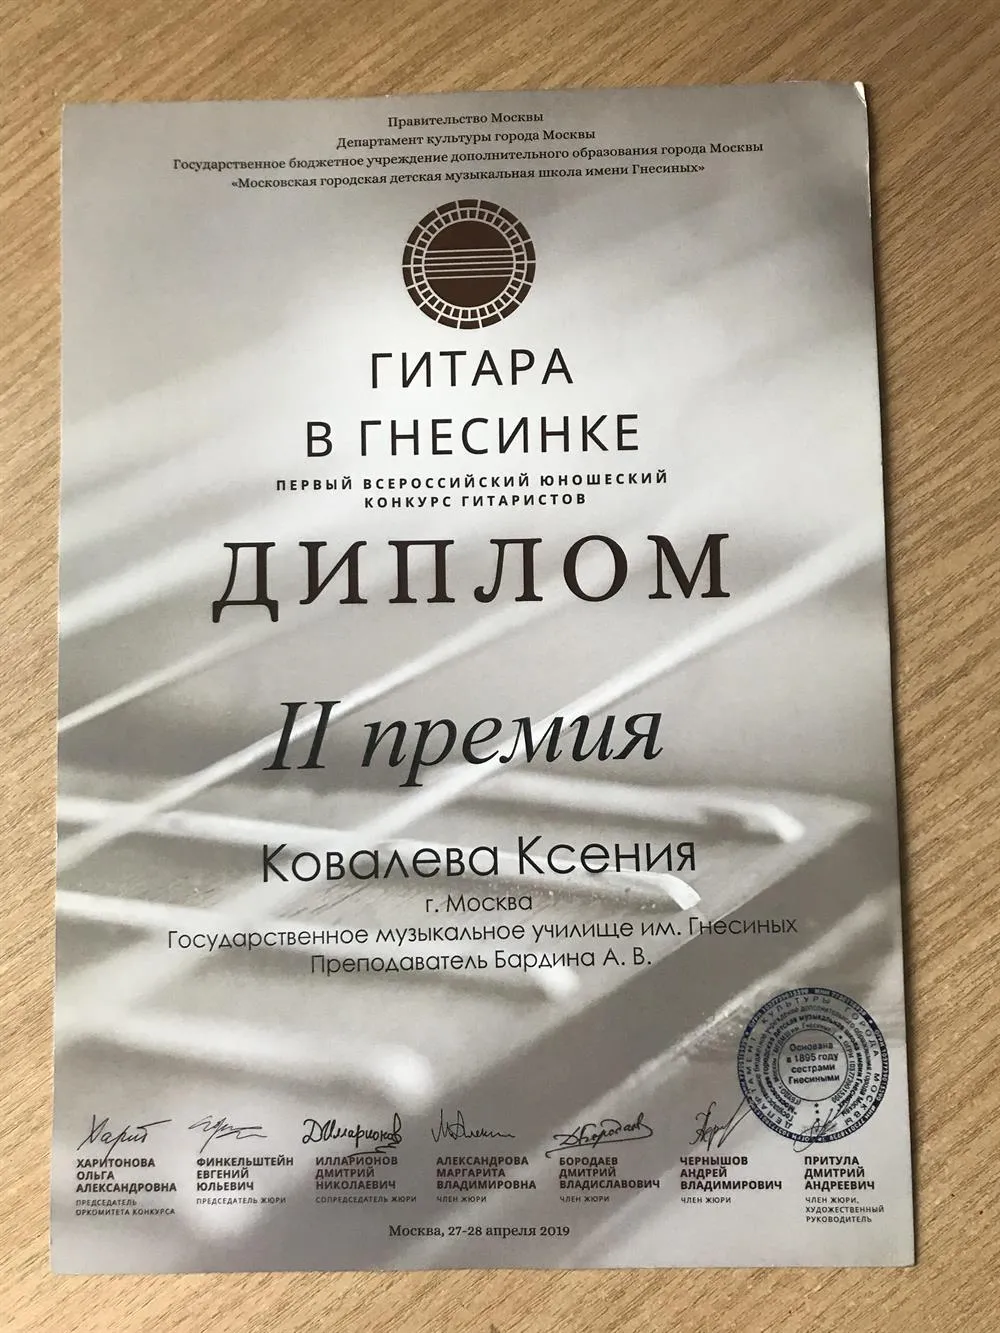 Правительство Москвы
Департамент культуры города Москвы
Государственное бюджетное учреждение дополнительного образования города Москвы
«Московская городская детская музыкальная школа имени Гнесиных»
ГИТАРА
В ГНЕСИНКЕ
ПЕРВЫЙ ВСЕРОССИЙСКИЙ ЮНОШЕСКИЙ
КОНКУРС ГИТАРИСТОВ
ДИПЛОМ
II премия
Ковалева Ксения
г. Москва
Государственное музыкальное училище им. Гнесиных
Преподаватель Бардина А. В.
Основана
в 1895 году
сестрами
Гнесиными
ХАРИТОНОВА
ОЛЬГА
АЛЕКСАНДРОВНА
ПРЕДСЕДАТЕЛЬ
ОРКОМИТЕТА КОНКУРСА
ФИНКЕЛЬШТЕЙН
ЕВГЕНИЙ
ЮЛЬЕВИЧ
ПРЕДСЕДАТЕЛЬ ЖЮРИ
ИЛЛАРИОНОВ
ДМИТРИЙ
НИКОЛАЕВИЧ
СОПРЕДСЕДАТЕЛЬ ЖЮРИ
АЛЕКСАНДРОВА
МАРГАРИТА
ВЛАДИМИРОВНА
ЧЛЕН ЖЮРИ
БОРОДАЕВ
ДМИТРИЙ
ВЛАДИСЛАВОВИЧ
ЧЛЕН ЖЮРИ
ЧЕРНЫШОВ
АНДРЕЙ
ВЛАДИМИРОВИЧ
ЧЛЕН ЖЮРИ
ПРИТУЛА
ДМИТРИЙ
АНДРЕЕВИЧ
ЧЛЕН ЖЮРИ,
ХУДОЖЕСТВЕННЫЙ
РУКОВОДИТЕЛЬ
Москва, 27-28 апреля 2019